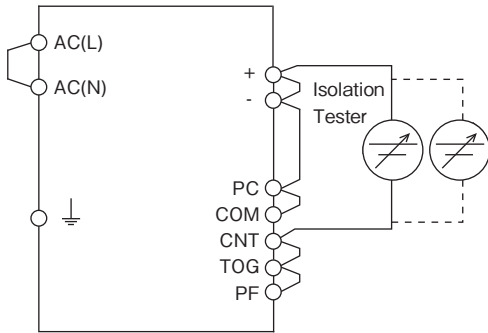 AC(L)
AC(N)
+
-
Isolation
Tester
PC
COM
CNT
TOG
PF